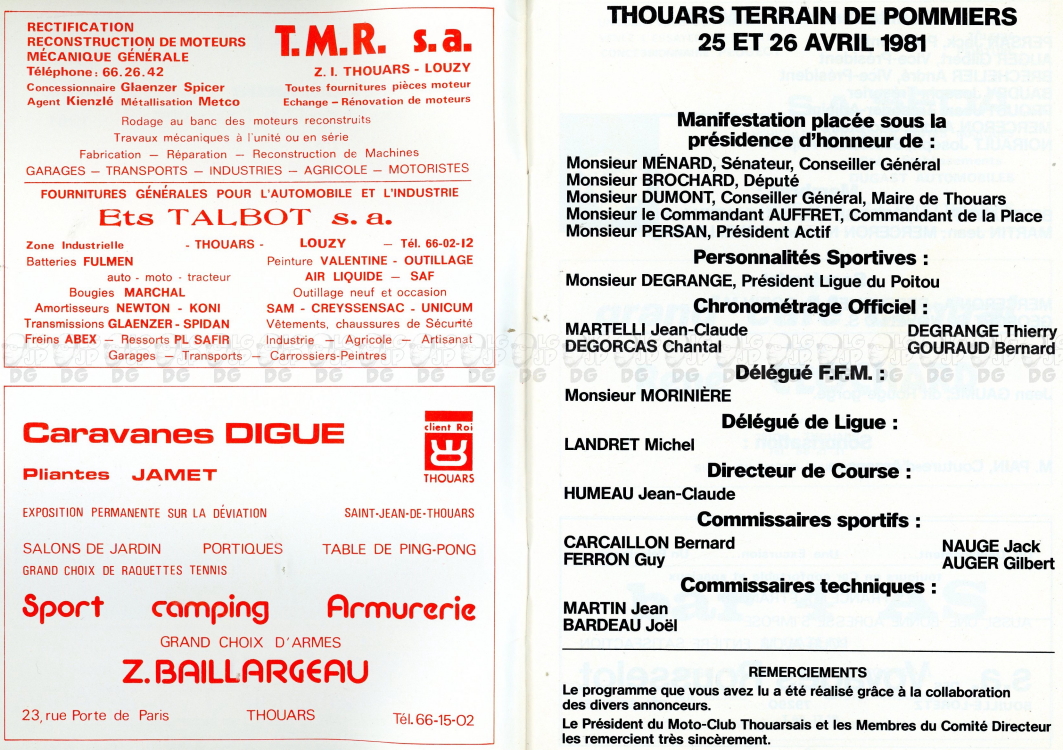 RECTIFICATION
RECONSTRUCTION DE MOTEURS
MÉCANIQUE GÉNÉRALE
Téléphone : 66.26.42
Concessionnaire Glaenzer Spicer
Agent Kienzlé Métallisation Metco
T.M.R. s.a.
Z. I. THOUARS - LOUZY
Toutes fournitures pièces moteur
Echange - Rénovation de moteurs
Rodage au banc des moteurs reconstruits
Travaux mécaniques à l'unité ou en série
Fabrication — Réparation — Reconstruction de Machines
GARAGES — TRANSPORTS — INDUSTRIES — AGRICOLE — MOTORISTES
FOURNITURES GÉNÉRALES POUR L'AUTOMOBILE ET L'INDUSTRIE
Ets TALBOT s. a.
Zone Industrielle - THOUARS - LOUZY — Tél. 66-02-12
Batteries FULMEN
auto - moto - tracteur
Bougies MARCHAL
Amortisseurs NEWTON - KONI
Transmissions GLAENZER - SPIDAN
Freins ABEX — Ressorts PL SAFIR
Peinture VALENTINE - OUTILLAGE
AIR LIQUIDE — SAF
Outillage neuf et occasion
SAM - CREYSSENSAC - UNICUM
Vêtements, chaussures de Sécurité
Industrie — Agricole — Artisanat
Garages — Transports — Carrossiers-Peintres
Caravanes DIGUE
client Roi
THOUARS
Pliantes JAMET
EXPOSITION PERMANENTE SUR LA DÉVIATION SAINT-JEAN-DE-THOUARS
SALONS DE JARDIN PORTIQUES TABLE DE PING-PONG
GRAND CHOIX DE RAQUETTES TENNIS
Sport camping Armurerie
GRAND CHOIX D'ARMES
Z. BAILLARGEAU
23, rue Porte de Paris THOUARS Tél. 66-15-02
THOUARS TERRAIN DE POMMIERS
25 ET 26 AVRIL 1981
Manifestation placée sous la
présidence d'honneur de :
Monsieur MÉNARD, Sénateur, Conseiller Général
Monsieur BROCHARD, Député
Monsieur DUMONT, Conseiller Général, Maire de Thouars
Monsieur le Commandant AUFFRET, Commandant de la Place
Monsieur PERSAN, Président Actif
Personnalités Sportives :
Monsieur DEGRANGE, Président Ligue du Poitou
Chronométrage Officiel :
MARTELLI Jean-Claude DEGRANGE Thierry
DEGORCAS Chantal GOURAUD Bernard
Délégué F.F.M. :
Monsieur MORINIÈRE
Délégué de Ligue :
LANDRET Michel
Directeur de Course :
HUMEAU Jean-Claude
Commissaires sportifs :
CARCAILLON Bernard NAUGE Jack
FERRON Guy AUGER Gilbert
Commissaires techniques :
MARTIN Jean
BARDEAU Joël
REMERCIEMENTS
Le programme que vous avez lu a été réalisé grâce à la collaboration
des divers annonceurs.
Le Président du Moto-Club Thouarsais et les Membres du Comité Directeur
les remercient très sincèrement.